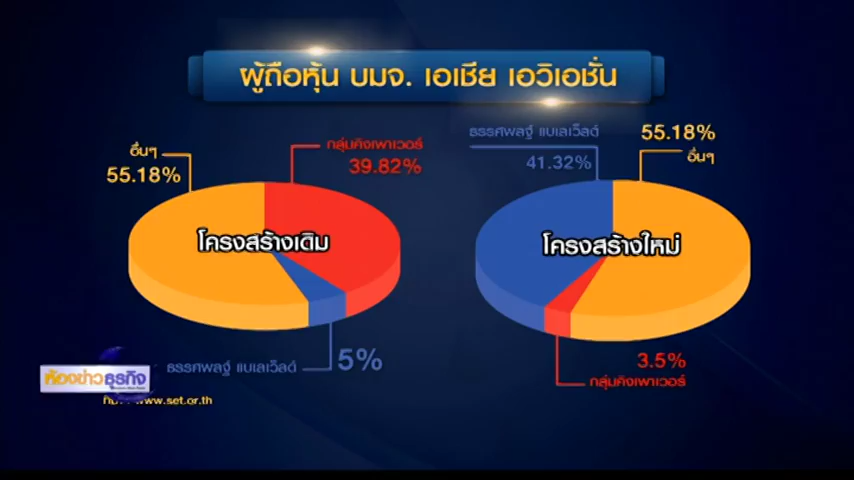 ผู้ถือหุ้น บมจ. เอเชีย เอวิเอชั่น
อื่นๆ
55.18%
กลุ่มคิงเพาเวอร์
39.82%
โครงสร้างเดิม
ธรรศพลฐ์ แบเลเว็ลด์
5%
ธรรศพลฐ์ แบเลเว็ลด์
41.32%
55.18%
อื่นๆ
โครงสร้างใหม่
3.5%
กลุ่มคิงเพาเวอร์
ห้องข่าวธุรกิจ
www.set.or.th